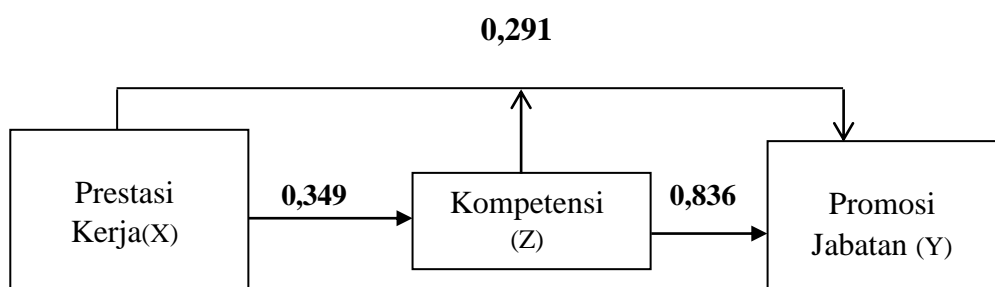 0,291
Prestasi
Kerja(X)
0,349
Kompetensi
(Z)
0,836
Promosi
Jabatan (Y)